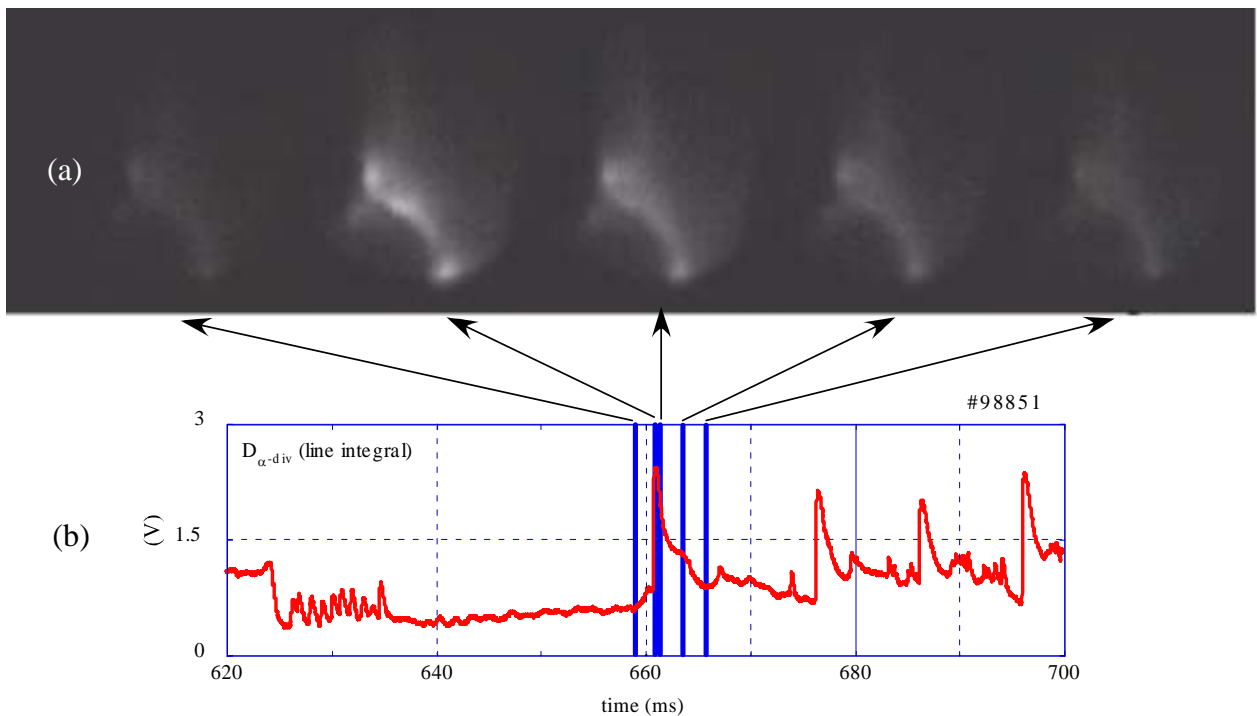 (a)
#98851
3
D α-div (line integral)
(b)
(V)
1.5
0
620 640 660 680 700
time (ms)